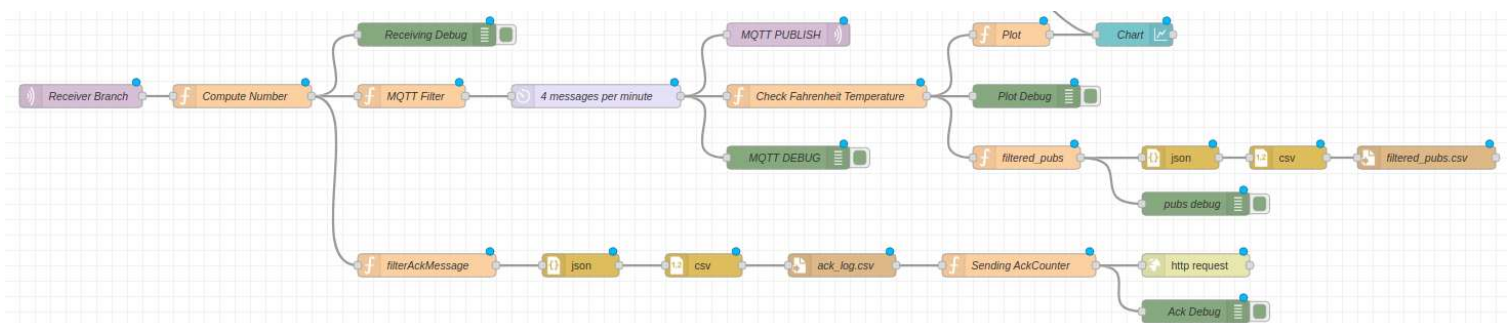 Receiving Debug
MQTT PUBLISH
Plot
Chart
Receiver Branch
Compute Number
MQTT Filter
4 messages per minute
Check Fahrenheit Temperature
Plot Debug
MQTT DEBUG
filtered_pubs
json
csv
filtered_pubs.csv
pubs debug
filterAckMessage
json
csv
ack_log.csv
Sending AckCounter
http request
Ack Debug